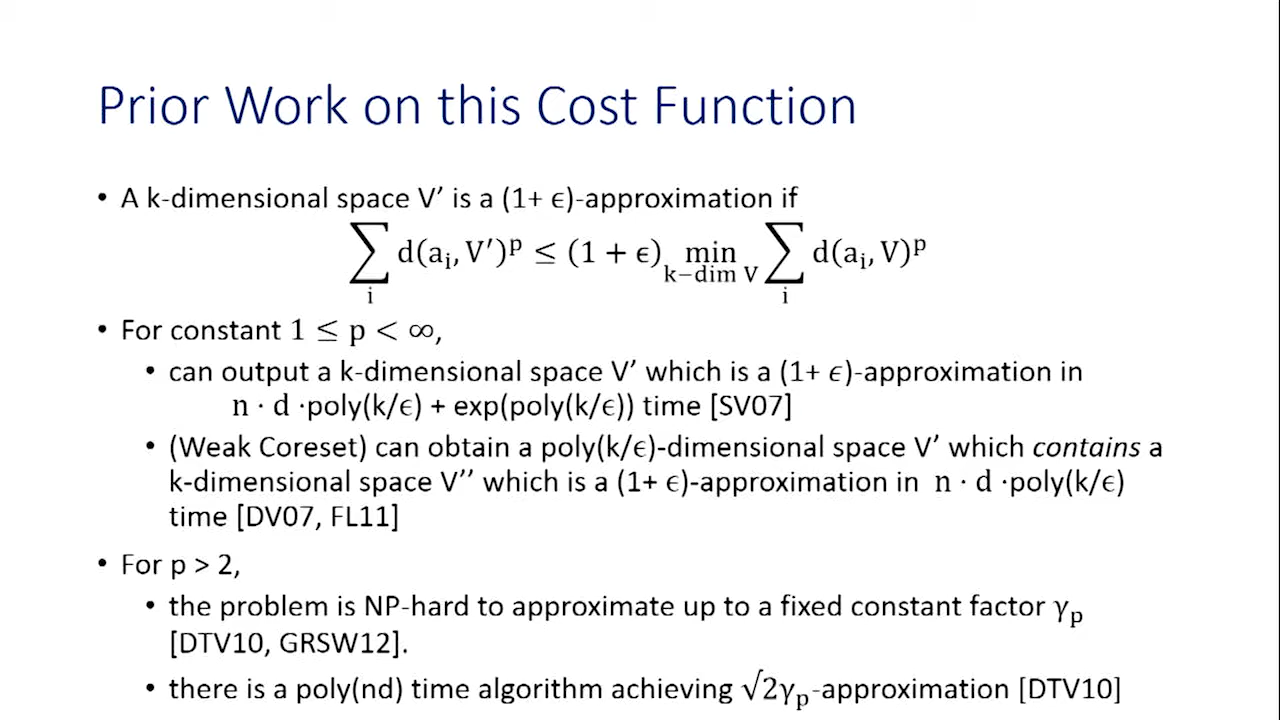 Prior Work on this Cost Function
• A k-dimensional space V′ is a (1+ ϵ)-approximation if
∑_i d(a_i, V′)^p ≤ (1 + ϵ) min_{k−dim V} ∑_i d(a_i, V)^p
• For constant 1 ≤ p < ∞,
• can output a k-dimensional space V′ which is a (1+ ϵ)-approximation in
n · d ·poly(k/ϵ) + exp(poly(k/ϵ)) time [SV07]
• (Weak Coreset) can obtain a poly(k/ϵ)-dimensional space V′ which contains a
k-dimensional space V′′ which is a (1+ ϵ)-approximation in n · d ·poly(k/ϵ)
time [DV07, FL11]
• For p > 2,
• the problem is NP-hard to approximate up to a fixed constant factor γ_p
[DTV10, GRSW12].
• there is a poly(nd) time algorithm achieving √2γ_p-approximation [DTV10]